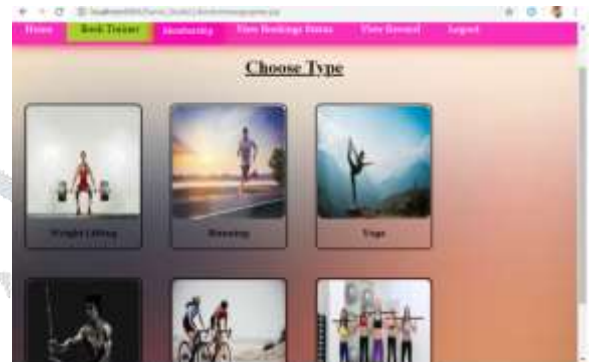 Home Book Trainer Membership View Bookings Status View Reward Logout
Choose Type
Weight Lifting Running Yoga